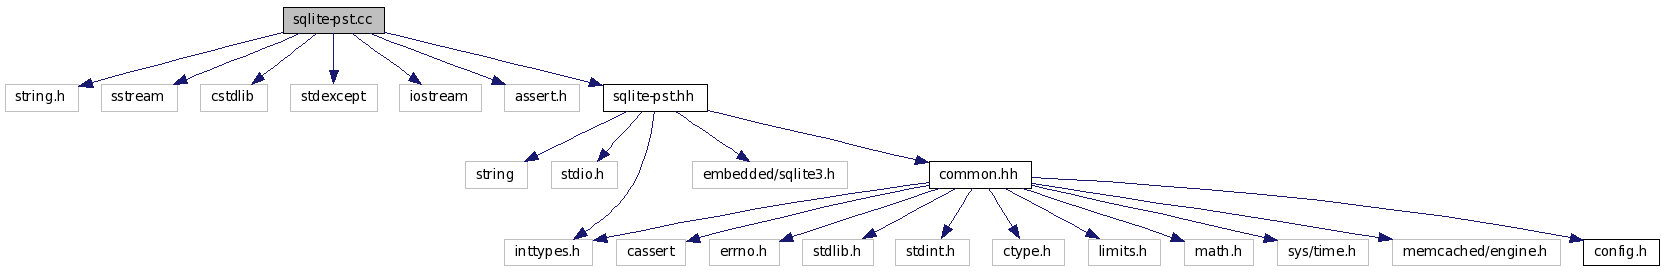 sqlite-pst.cc
string.h
sstream
cstdlib
stdexcept
iostream
assert.h
sqlite-pst.hh
string
stdio.h
embedded/sqlite3.h
common.hh
inttypes.h
cassert
errno.h
stdlib.h
stdint.h
ctype.h
limits.h
math.h
sys/time.h
memcached/engine.h
config.h